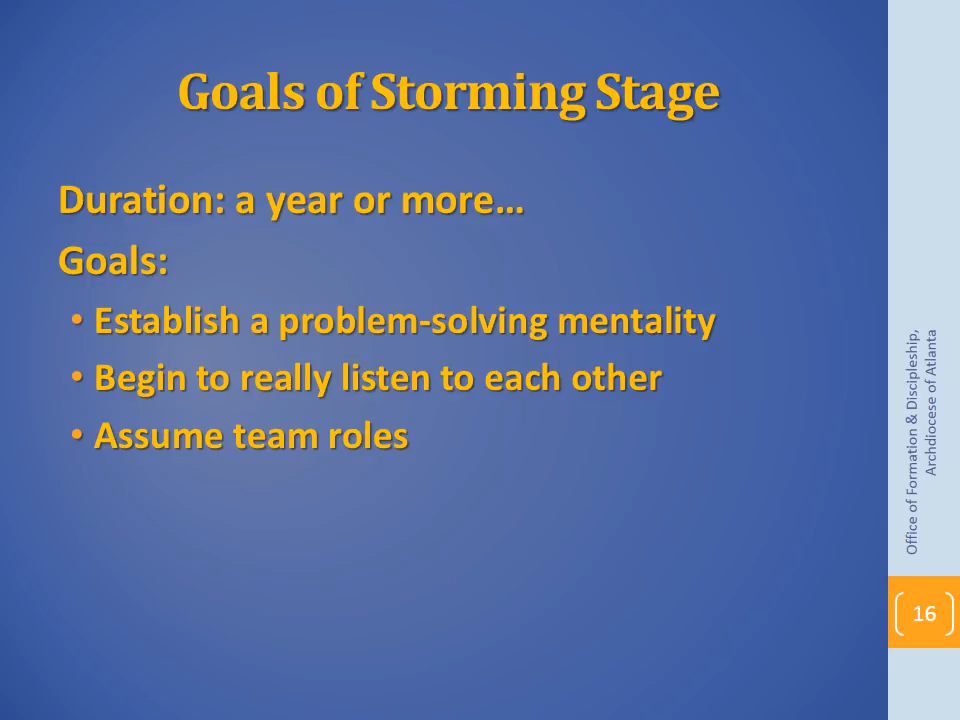 Goals of Storming Stage
Duration: a year or more…
Goals:
• Establish a problem-solving mentality
• Begin to really listen to each other
• Assume team roles
Office of Formation & Discipleship,
Archdiocese of Atlanta
16